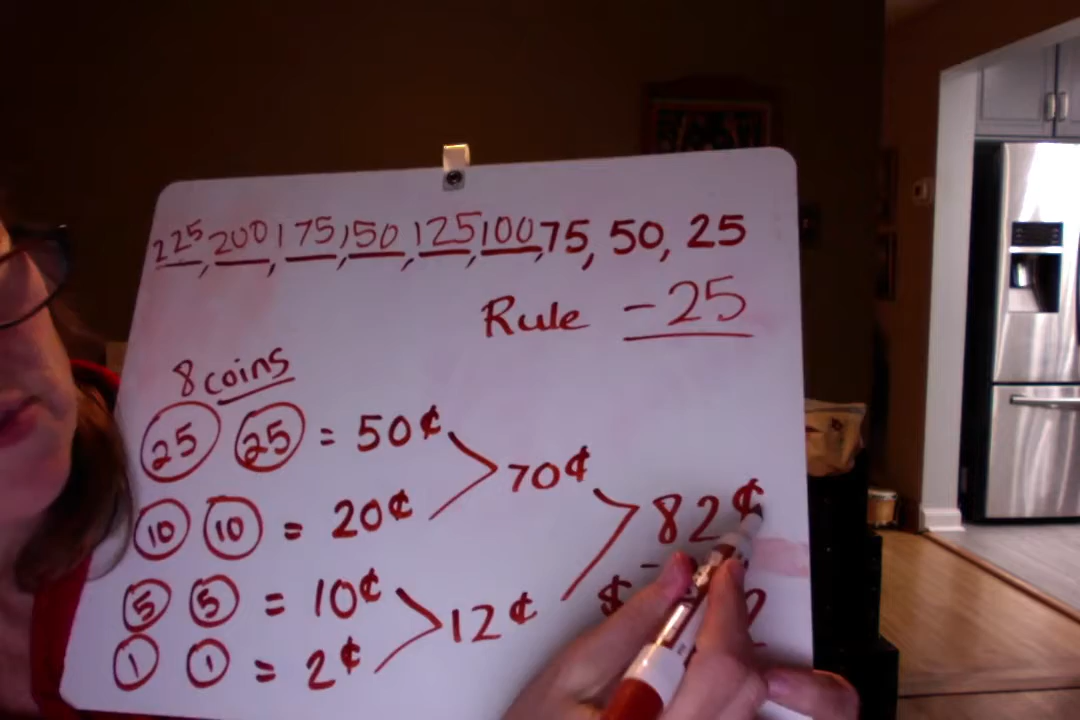 225, 200, 175, 150, 125, 100, 75, 50, 25
Rule -25
8 coins
25 25 = 50¢
70¢
10 10 = 20¢
82¢
5 5 = 10¢
12¢
$ 2
1 1 = 2¢